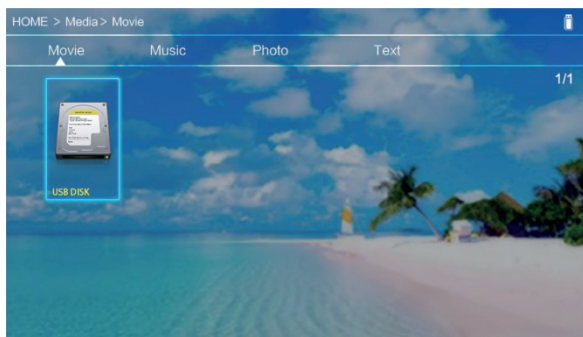 HOME > Media> Movie
Movie Music Photo Text
1/1
USB DISK